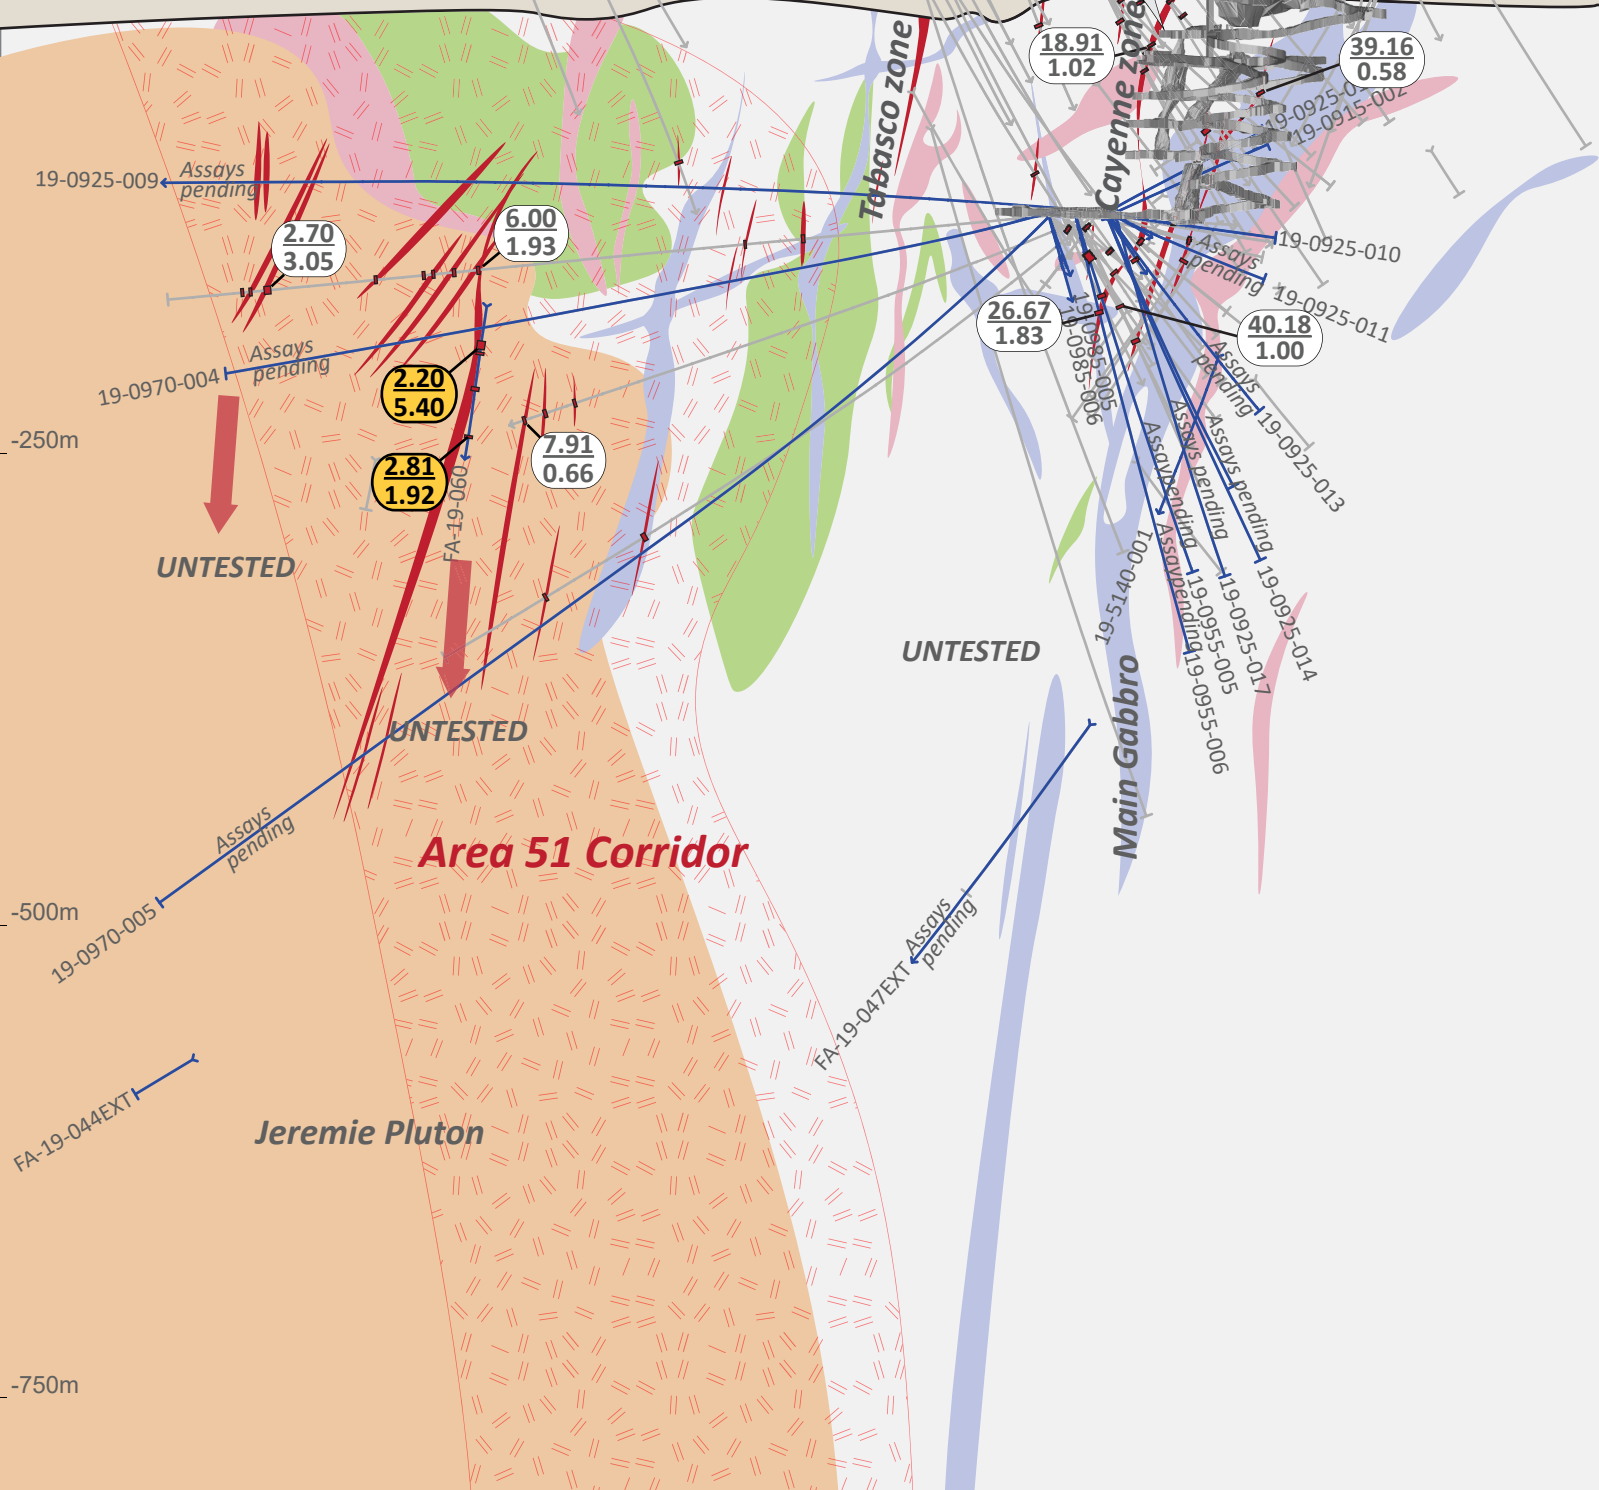 Tabasco zone
Cayenne zone
18.91
1.02
39.16
0.58
19-0915-002
19-0925-009
Assays
pending
2.70
3.05
6.00
1.93
19-0925-010
Assays
pending
19-0925-011
26.67
1.83
40.18
1.00
19-0985-005
19-0985-006
19-0970-004
Assays
pending
2.20
5.40
2.81
1.92
FA-19-060
7.91
0.66
Assays
pending
19-0925-013
-250m
Assays pending
Assays pending
Assaypending
Assaypending
UNTESTED
19-5140-001
19-0925-014
19-0925-017
19-0955-005
19-0955-006
UNTESTED
UNTESTED
Main Gabbro
Area 51 Corridor
Assays
pending
19-0970-005
-500m
Assays
pending
FA-19-047EXT
FA-19-044EXT
Jeremie Pluton
-750m